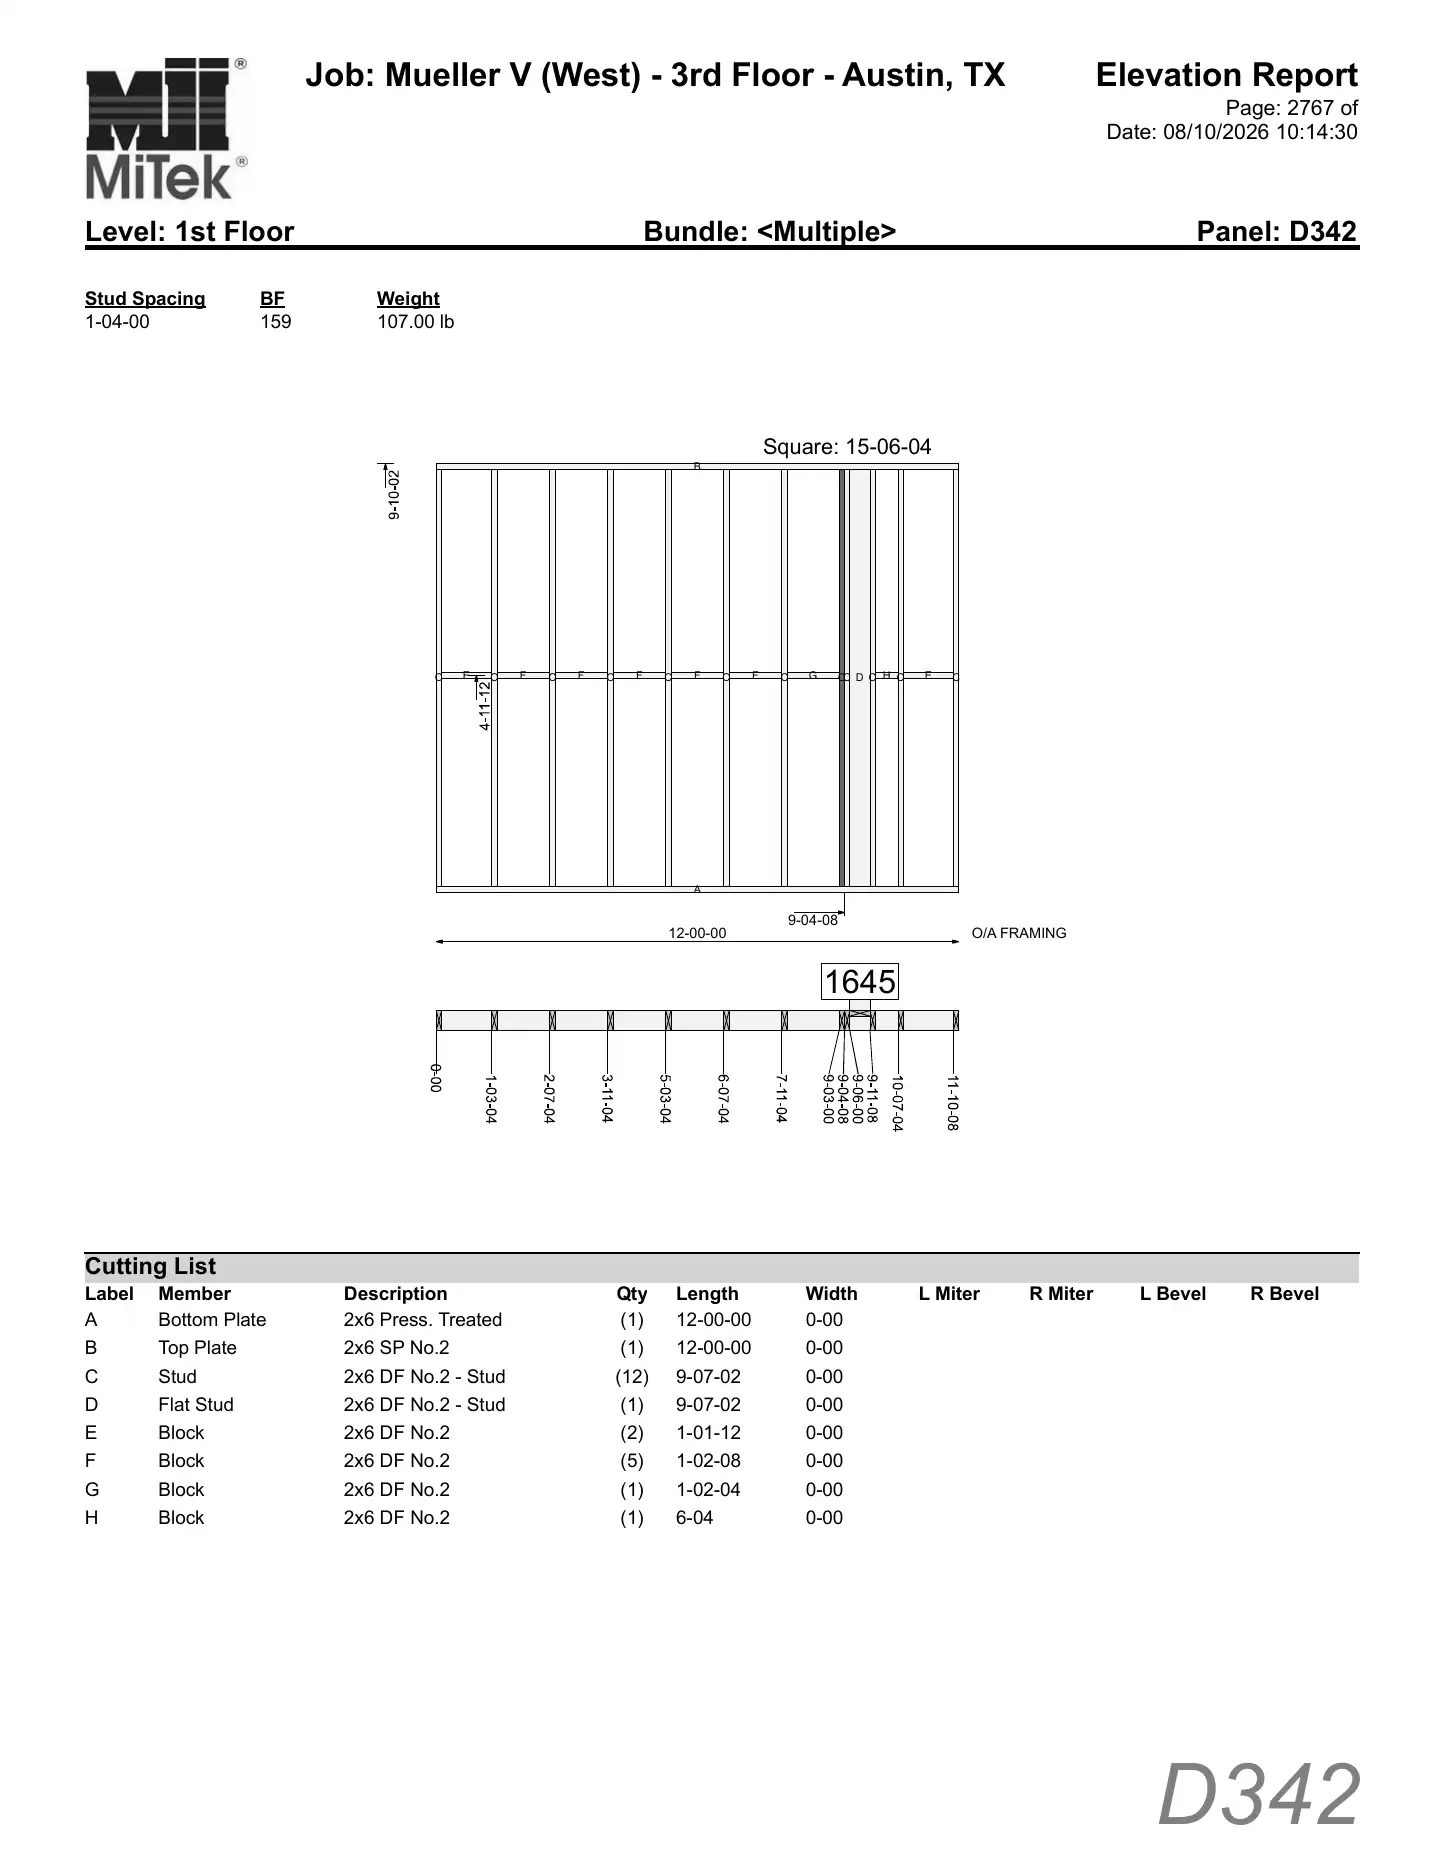 Job: Mueller V (West) - 3rd Floor - Austin, TX
Elevation Report
Page: 2767 of
Date: 08/10/2026 10:14:30
MiTek®
Level: 1st Floor Bundle: <Multiple> Panel: D342
Stud Spacing BF Weight
1-04-00 159 107.00 lb
Square: 15-06-04
B
9-10-02
F F F F F G D H E
4-11-12
A
9-04-08
12-00-00 O/A FRAMING
1645
0-00 1-03-04 2-07-04 3-11-04 5-03-04 6-07-04 7-11-04 9-03-00 9-04-08 9-06-00 9-11-08 10-07-04 11-10-08
Cutting List
Label Member Description Qty Length Width L Miter R Miter L Bevel R Bevel
A Bottom Plate 2x6 Press. Treated (1) 12-00-00 0-00
B Top Plate 2x6 SP No.2 (1) 12-00-00 0-00
C Stud 2x6 DF No.2 - Stud (12) 9-07-02 0-00
D Flat Stud 2x6 DF No.2 - Stud (1) 9-07-02 0-00
E Block 2x6 DF No.2 (2) 1-01-12 0-00
F Block 2x6 DF No.2 (5) 1-02-08 0-00
G Block 2x6 DF No.2 (1) 1-02-04 0-00
H Block 2x6 DF No.2 (1) 6-04 0-00
D342